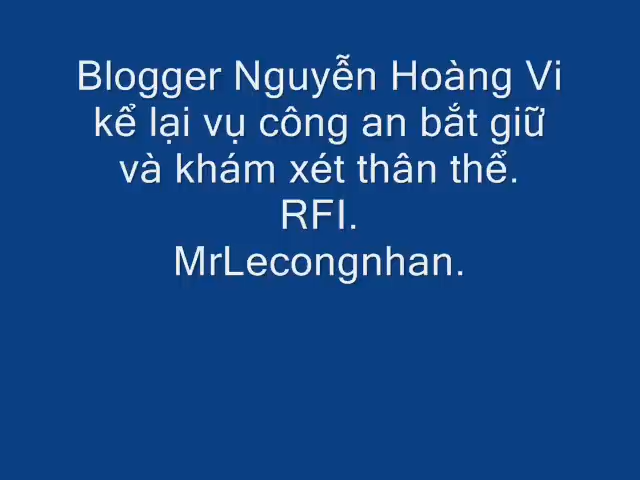 Blogger Nguyễn Hoàng Vi
kể lại vụ công an bắt giữ
và khám xét thân thể.
RFI.
MrLecongnhan.